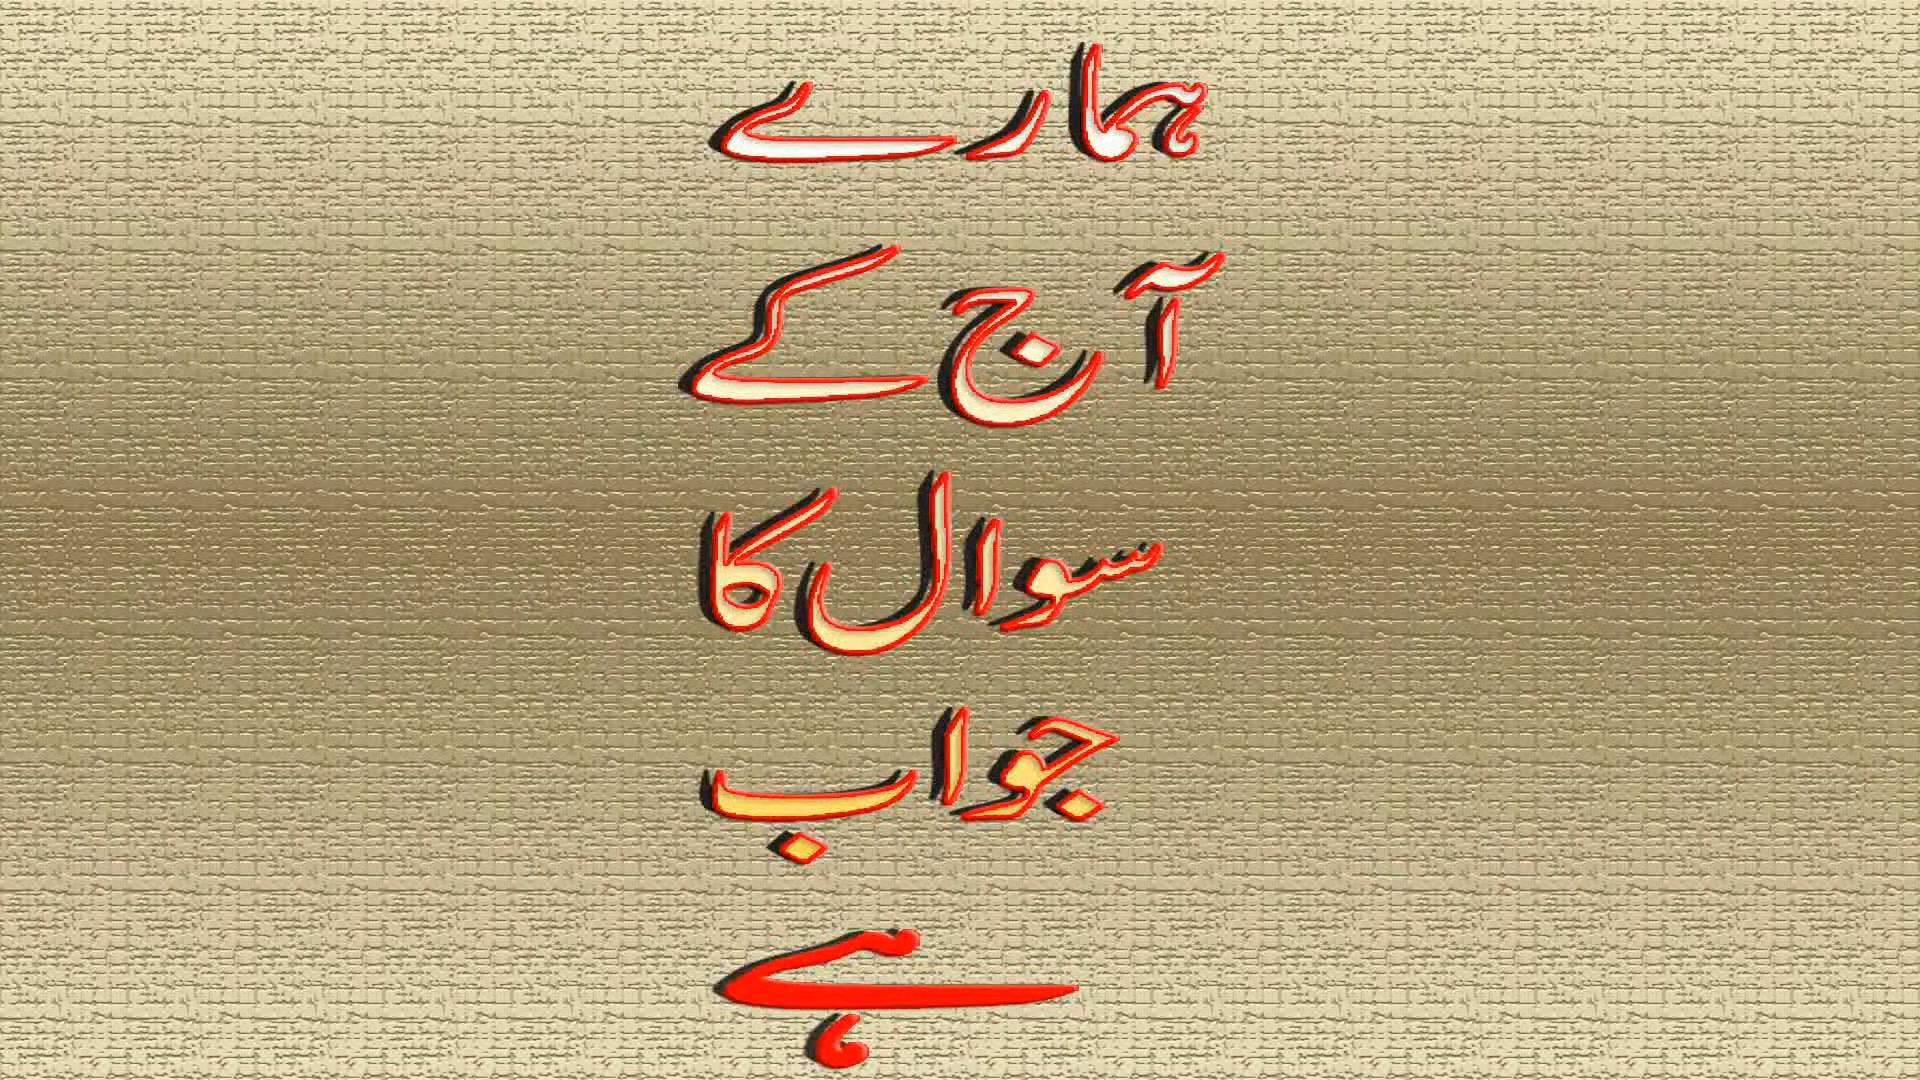 ہمارے
آج کے
سوال کا
جواب
ہے